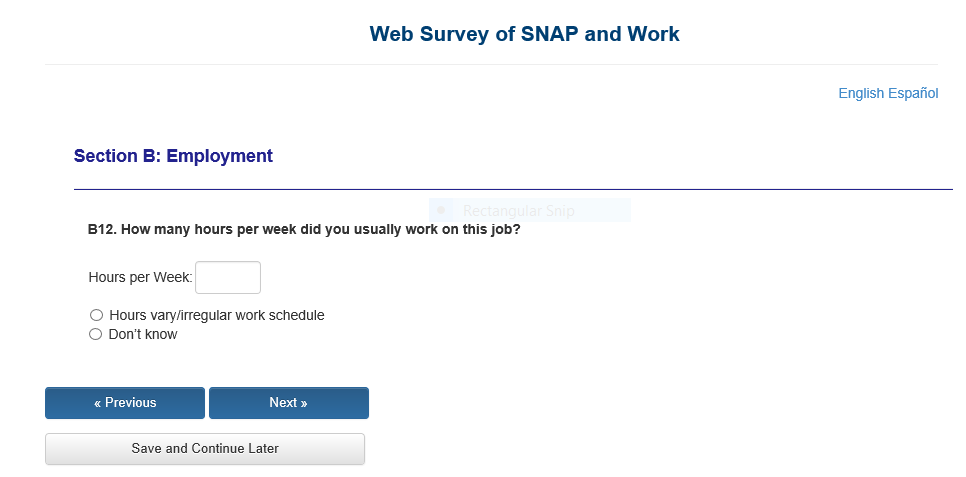 Web Survey of SNAP and Work
English Español
Section B: Employment
Rectangular Snip
B12. How many hours per week did you usually work on this job?
Hours per Week:
Hours vary/irregular work schedule
Don't know
« Previous
Next »
Save and Continue Later